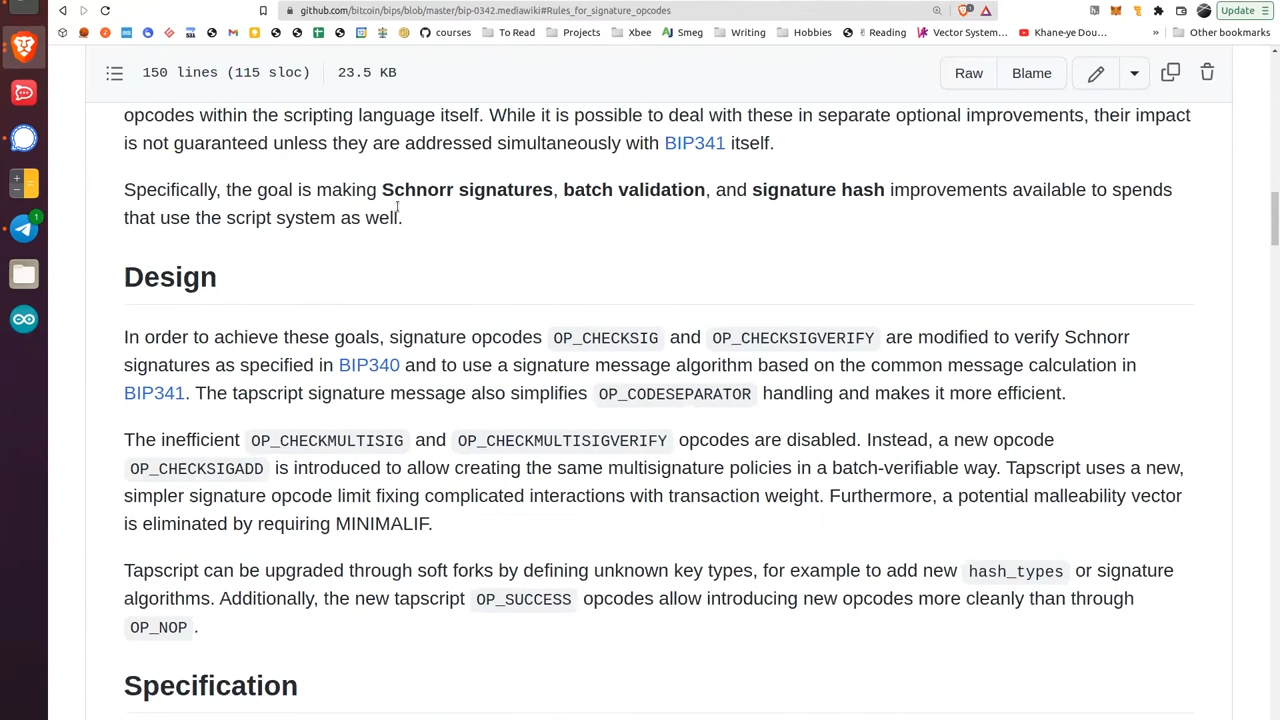 github.com/bitcoin/bips/blob/master/bip-0342.mediawiki#Rules_for_signature_opcodes
1
Update
courses
To Read
Projects
Xbee
Smeg
Writing
Hobbies
Reading
Vector System...
Khane-ye Dou...
»
Other bookmarks
150 lines (115 sloc)
23.5 KB
Raw
Blame
opcodes within the scripting language itself. While it is possible to deal with these in separate optional improvements, their impact
is not guaranteed unless they are addressed simultaneously with BIP341 itself.
Specifically, the goal is making Schnorr signatures, batch validation, and signature hash improvements available to spends
that use the script system as well.
Design
In order to achieve these goals, signature opcodes OP_CHECKSIG and OP_CHECKSIGVERIFY are modified to verify Schnorr
signatures as specified in BIP340 and to use a signature message algorithm based on the common message calculation in
BIP341. The tapscript signature message also simplifies OP_CODESEPARATOR handling and makes it more efficient.
The inefficient OP_CHECKMULTISIG and OP_CHECKMULTISIGVERIFY opcodes are disabled. Instead, a new opcode
OP_CHECKSIGADD is introduced to allow creating the same multisignature policies in a batch-verifiable way. Tapscript uses a new,
simpler signature opcode limit fixing complicated interactions with transaction weight. Furthermore, a potential malleability vector
is eliminated by requiring MINIMALIF.
Tapscript can be upgraded through soft forks by defining unknown key types, for example to add new hash_types or signature
algorithms. Additionally, the new tapscript OP_SUCCESS opcodes allow introducing new opcodes more cleanly than through
OP_NOP.
Specification
1